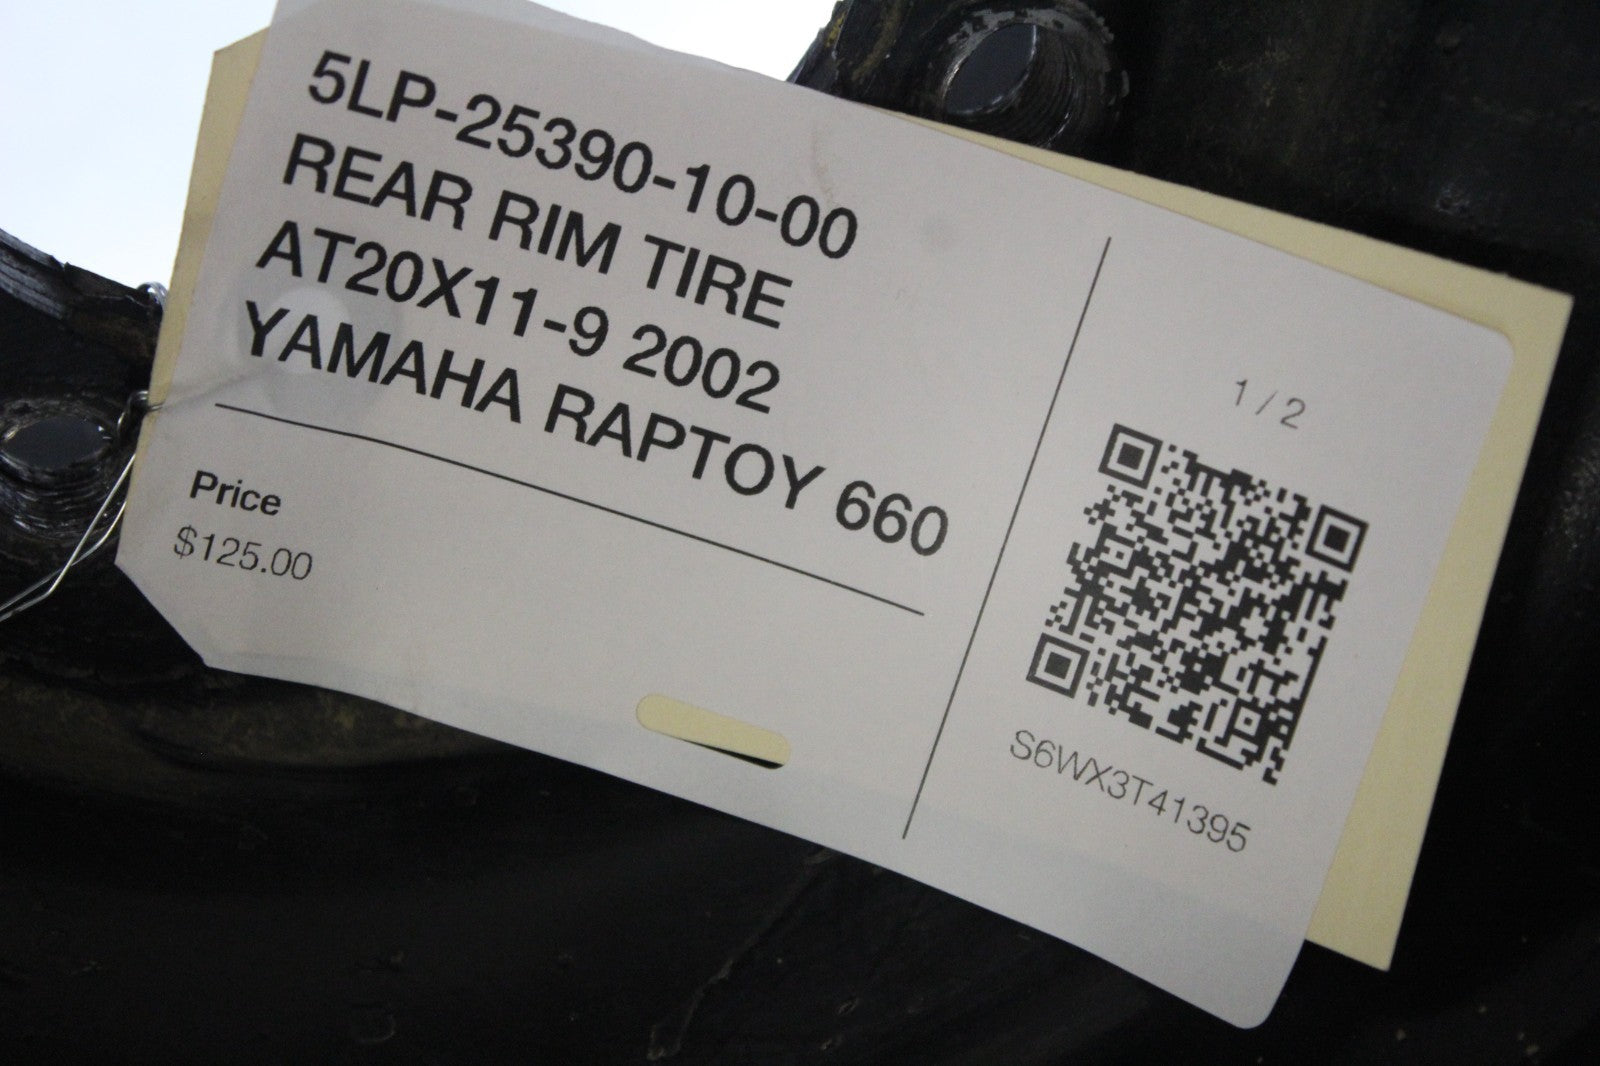 5LP-25390-10-00
REAR RIM TIRE
AT20X11-9 2002
YAMAHA RAPTOY 660
Price
$125.00
1 / 2
S6WX3T41395